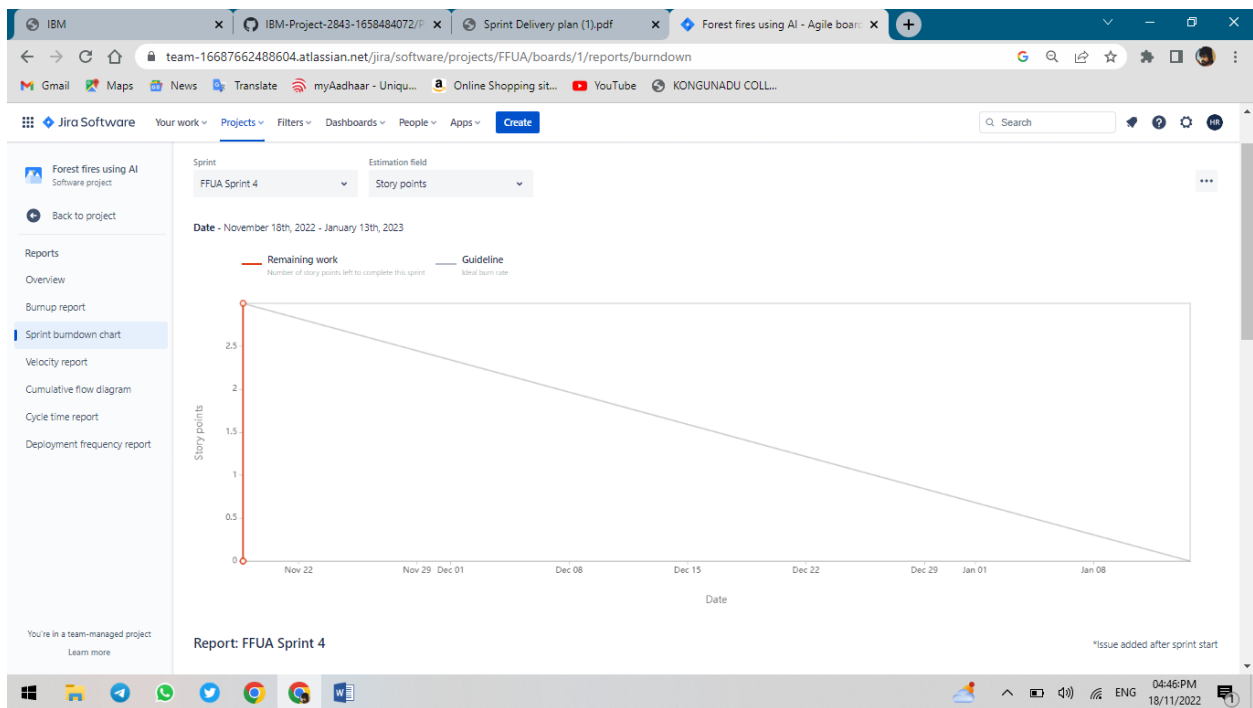 IBM
IBM-Project-2843-1658484072/P
Sprint Delivery plan (1).pdf
Forest fires using AI - Agile board
team-16687662488604.atlassian.net/jira/software/projects/FFUA/boards/1/reports/burndown
Gmail Maps News Translate myAadhaar - Uniqu... Online Shopping sit... YouTube KONGUNADU COLL...
Jira Software Your work Projects Filters Dashboards People Apps Create Search HR
Forest fires using AI
Software project
Back to project
Reports
Overview
Burnup report
Sprint burndown chart
Velocity report
Cumulative flow diagram
Cycle time report
Deployment frequency report
You're in a team-managed project
Learn more
Sprint Estimation field
FFUA Sprint 4 Story points
Date - November 18th, 2022 - January 13th, 2023
Remaining work Guideline
Number of story points left to complete this sprint Ideal burn rate
2.5
2
1.5
1
0.5
0
Story points
Nov 22 Nov 29 Dec 01 Dec 08 Dec 15 Dec 22 Dec 29 Jan 01 Jan 08
Date
Report: FFUA Sprint 4 *Issue added after sprint start
ENG 04:46:PM
18/11/2022
1